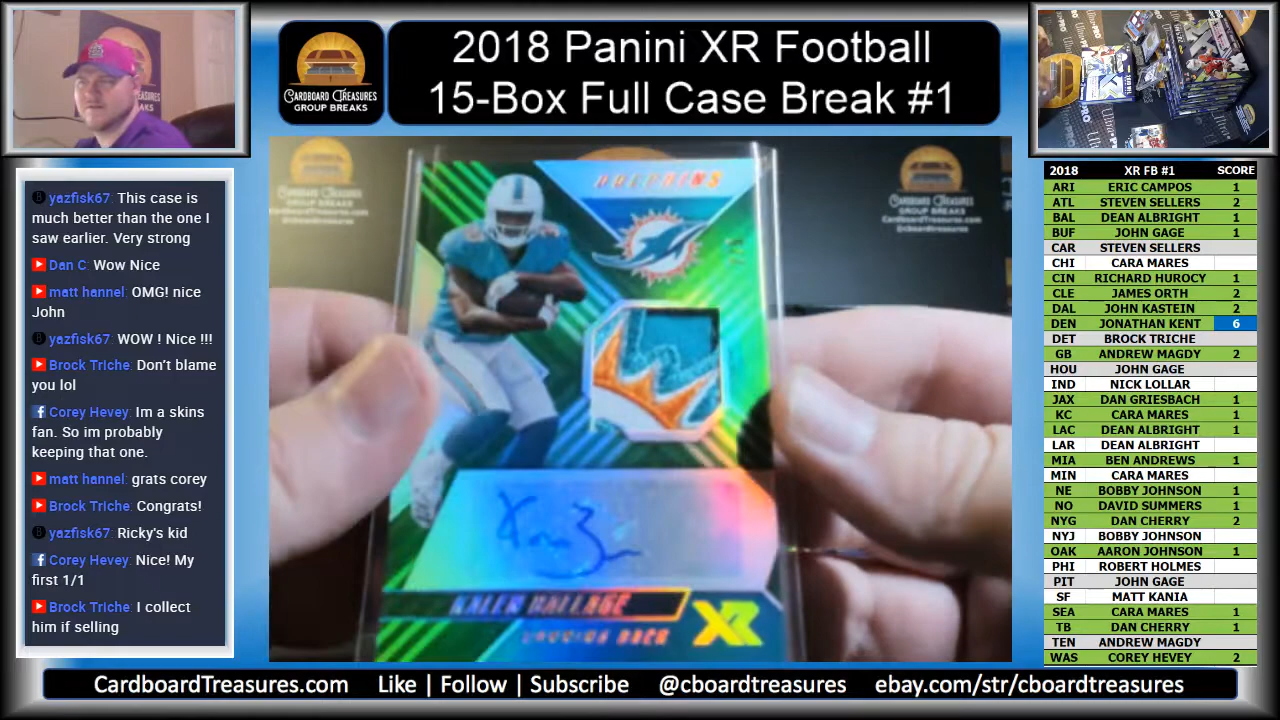 2018 Panini XR Football
15-Box Full Case Break #1
CARDBOARD TREASURES
GROUP BREAKS
yazfisk67: This case is
much better than the one I
saw earlier. Very strong
Dan C: Wow Nice
matt hannel: OMG! nice
John
yazfisk67: WOW ! Nice !!!
Brock Triche: Don't blame
you lol
Corey Hevey: Im a skins
fan. So im probably
keeping that one.
matt hannel: grats corey
Brock Triche: Congrats!
yazfisk67: Ricky's kid
Corey Hevey: Nice! My
first 1/1
Brock Triche: I collect
him if selling
CARDBOARD TREASURES
GROUP BREAKS
CardboardTreasures.com
@cboardtreasures
DOLPHINS
KALEN BALLAGE
RUNNING BACK
XR
2018 XR FB #1 SCORE
ARI ERIC CAMPOS 1
ATL STEVEN SELLERS 2
BAL DEAN ALBRIGHT 1
BUF JOHN GAGE 1
CAR STEVEN SELLERS
CHI CARA MARES
CIN RICHARD HUROCY 1
CLE JAMES ORTH 2
DAL JOHN KASTEIN 2
DEN JONATHAN KENT 6
DET BROCK TRICHE
GB ANDREW MAGDY 2
HOU JOHN GAGE
IND NICK LOLLAR
JAX DAN GRIESBACH 1
KC CARA MARES 1
LAC DEAN ALBRIGHT 1
LAR DEAN ALBRIGHT
MIA BEN ANDREWS 1
MIN CARA MARES
NE BOBBY JOHNSON 1
NO DAVID SUMMERS 1
NYG DAN CHERRY 2
NYJ BOBBY JOHNSON
OAK AARON JOHNSON 1
PHI ROBERT HOLMES
PIT JOHN GAGE
SF MATT KANIA
SEA CARA MARES 1
TB DAN CHERRY 1
TEN ANDREW MAGDY
WAS COREY HEVEY 2
CardboardTreasures.com Like | Follow | Subscribe @cboardtreasures ebay.com/str/cboardtreasures